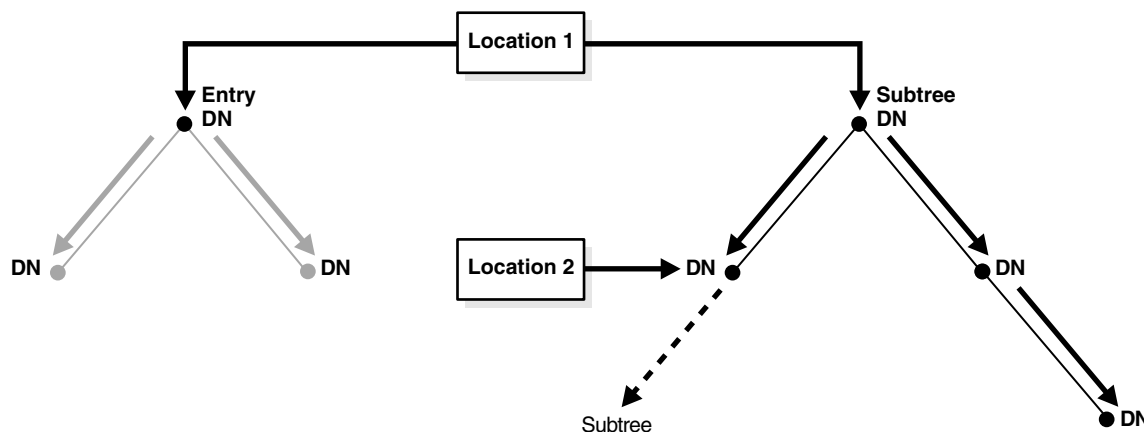 Location 1
Entry
DN
Subtree
DN
DN
DN
Location 2
DN
DN
Subtree
DN